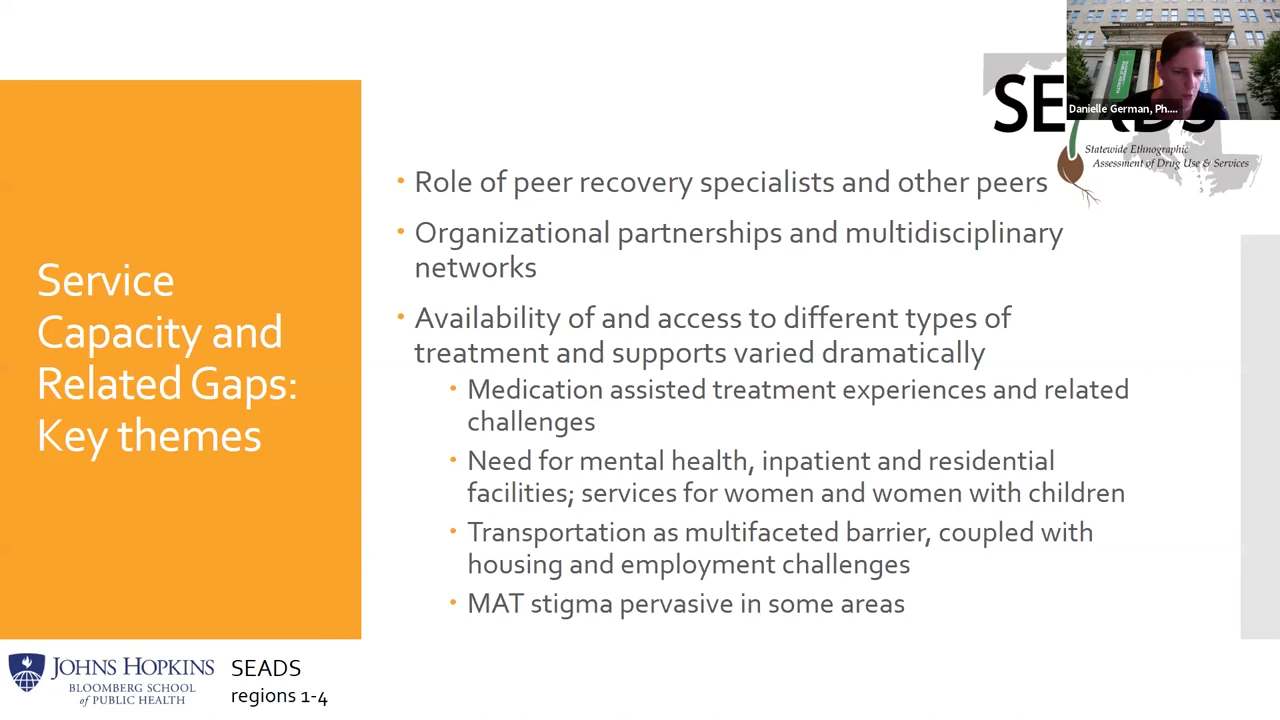 Service
Capacity and
Related Gaps:
Key themes
• Role of peer recovery specialists and other peers
• Organizational partnerships and multidisciplinary
networks
• Availability of and access to different types of
treatment and supports varied dramatically
• Medication assisted treatment experiences and related
challenges
• Need for mental health, inpatient and residential
facilities; services for women and women with children
• Transportation as multifaceted barrier, coupled with
housing and employment challenges
• MAT stigma pervasive in some areas
Danielle German, Ph....
Statewide Ethnographic
Assessment of Drug Use & Services
JOHNS HOPKINS
BLOOMBERG SCHOOL
of PUBLIC HEALTH
SEADS
regions 1-4